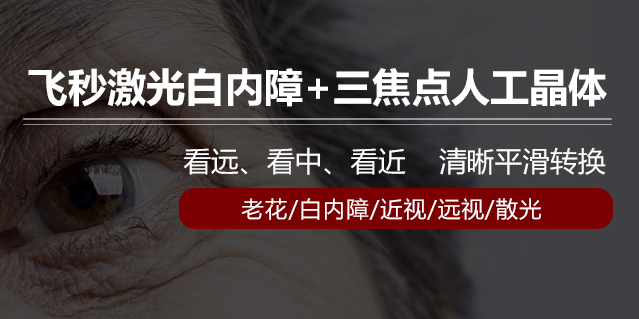 飞秒激光白内障+三焦点人工晶体
看远、看中、看近 清晰平滑转换
老花/白内障/近视/远视/散光